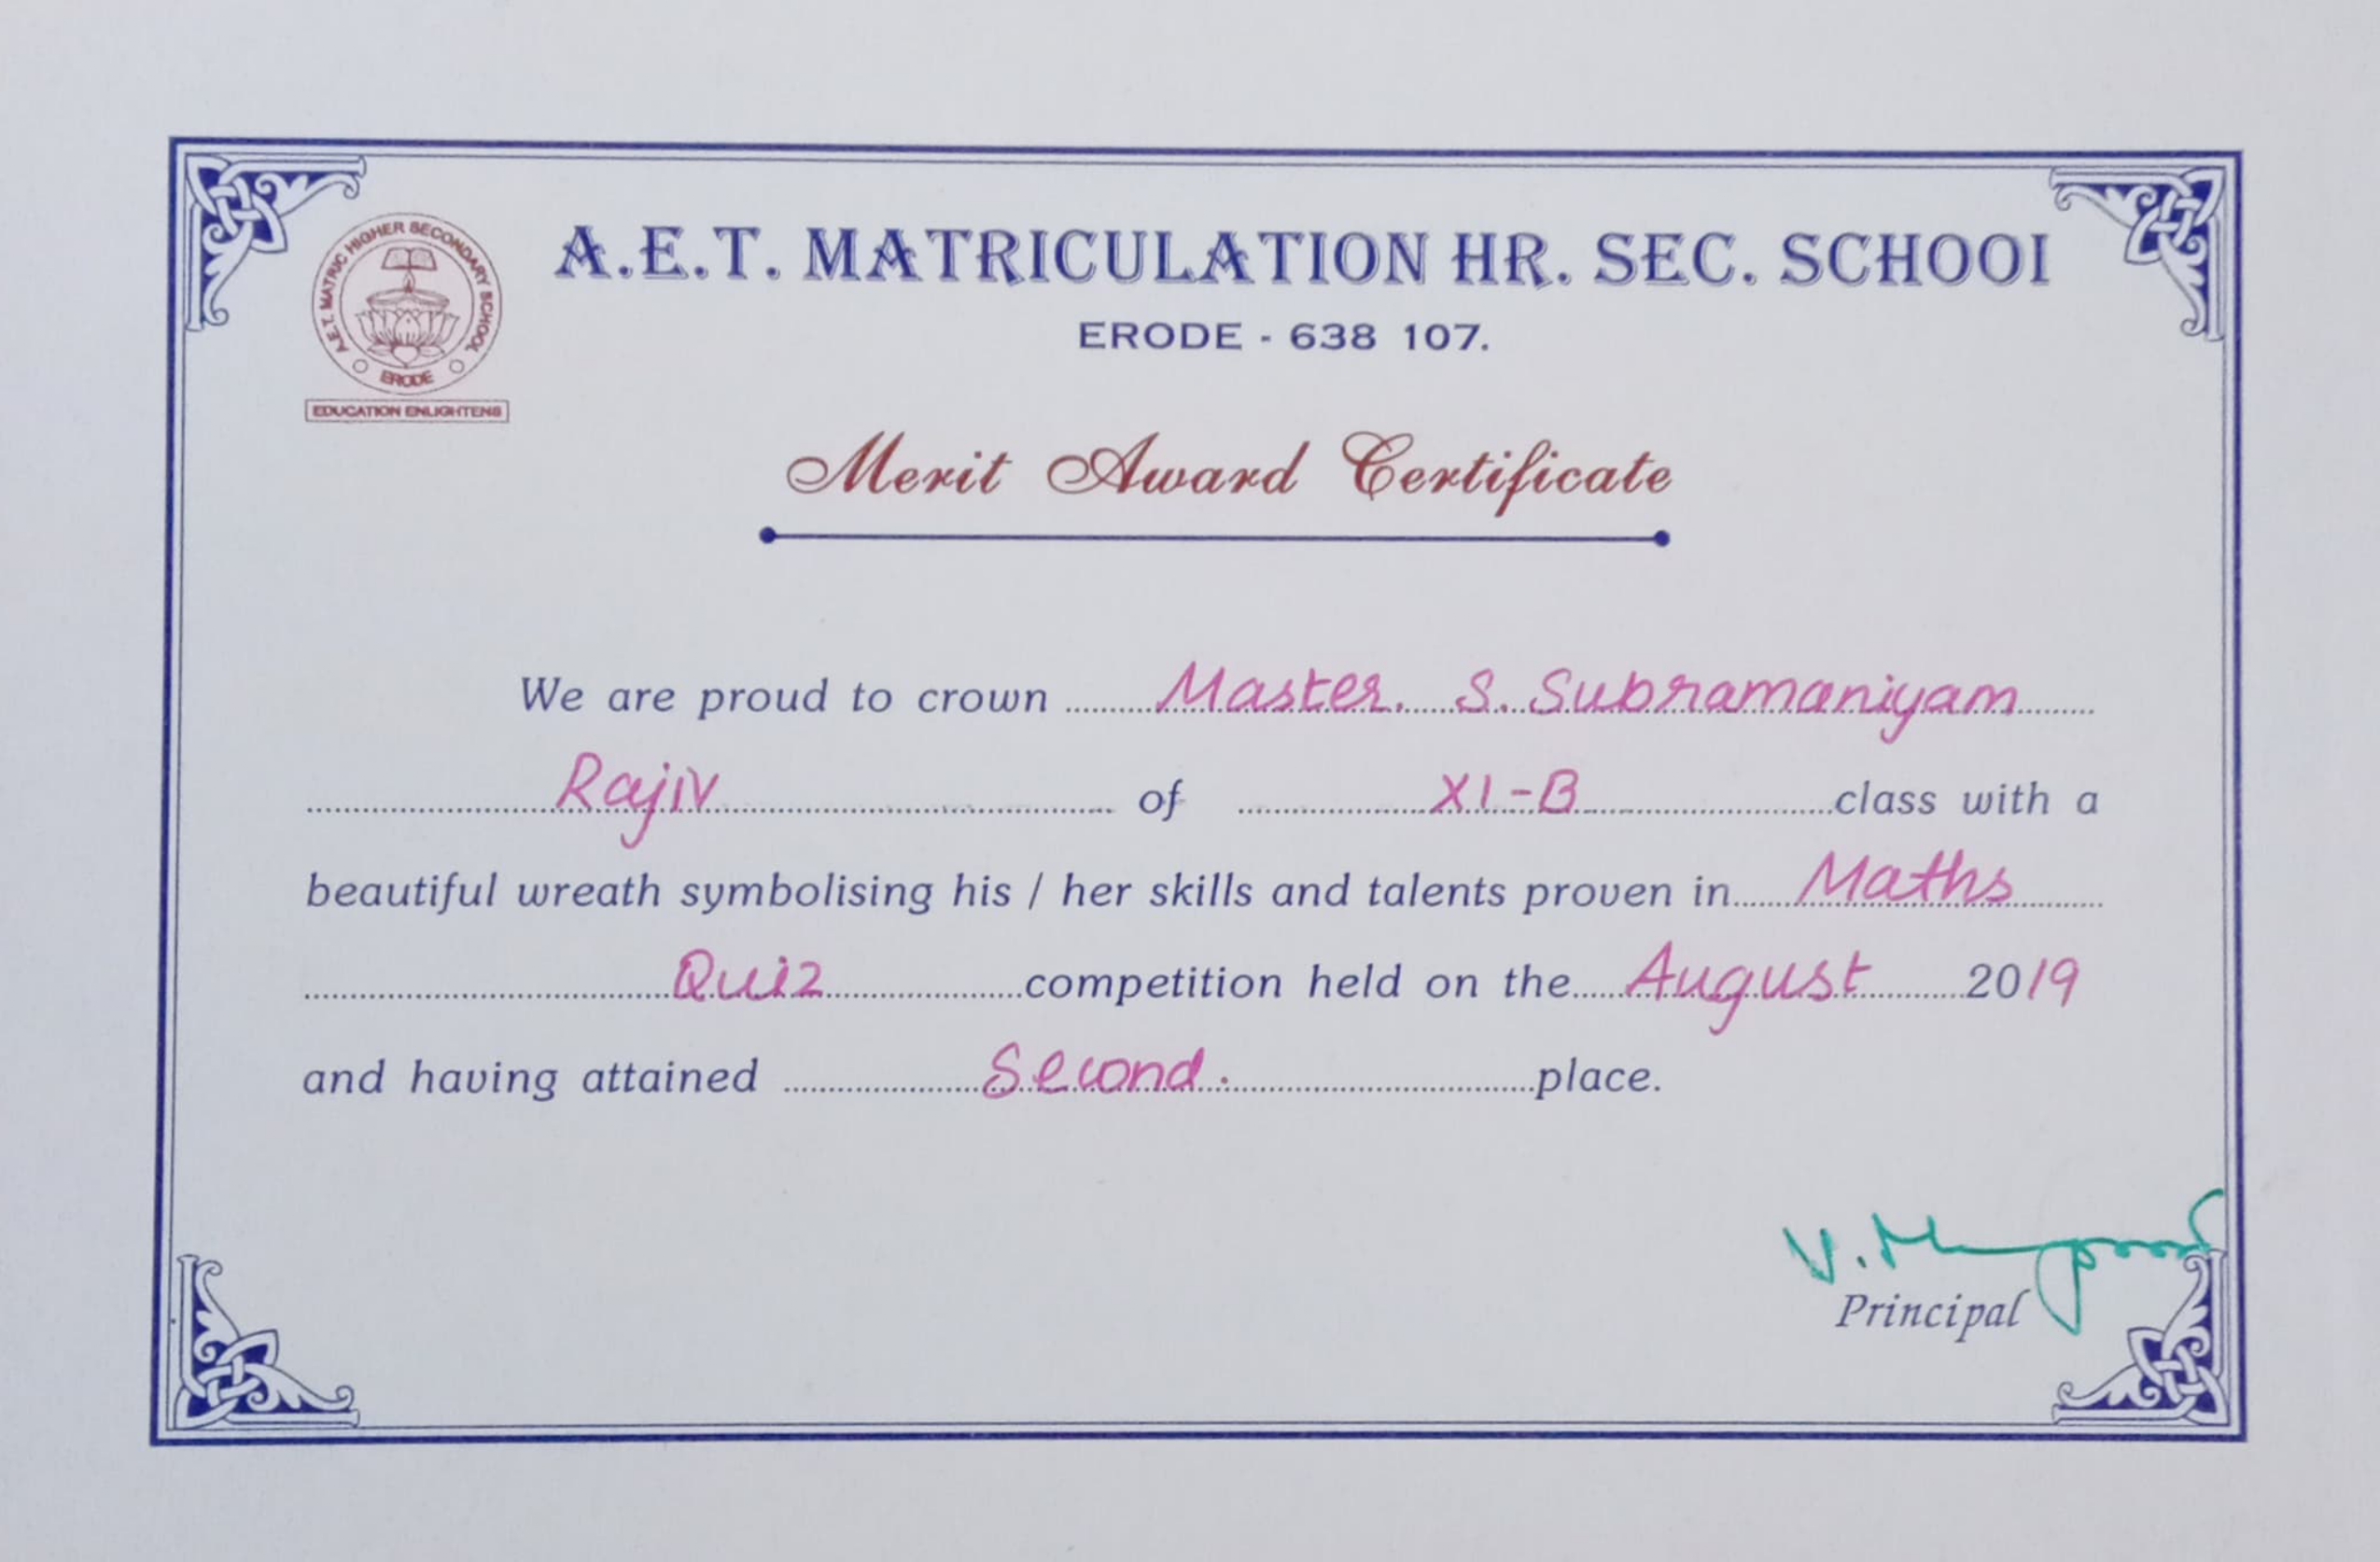 A.E.T. MATRIC HIGHER SECONDARY SCHOOL
ERODE
EDUCATION ENLIGHTENS
A.E.T. MATRICULATION HR. SEC. SCHOOl
ERODE - 638 107.
Merit Award Certificate
We are proud to crown Master. S. Subramaniyam
Rajiv of XI-B class with a
beautiful wreath symbolising his / her skills and talents proven in Maths
Quiz competition held on the August 2019
and having attained Second. place.
Principal